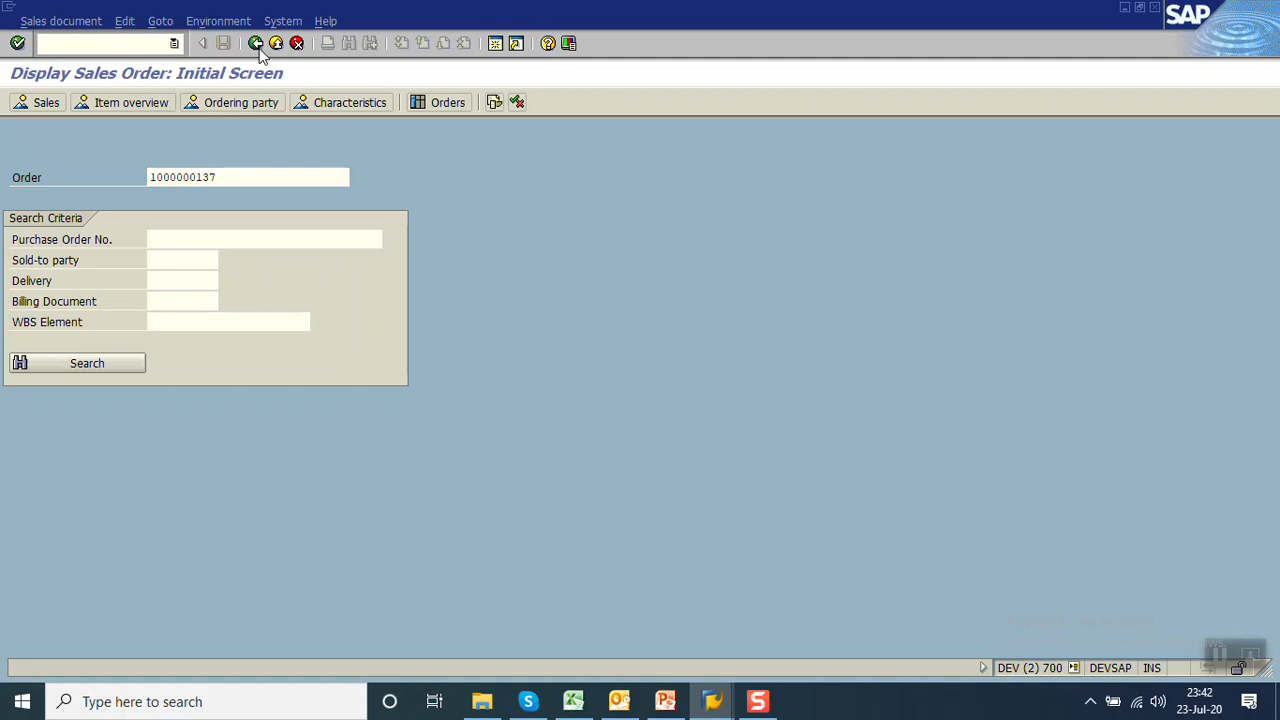 Sales document Edit Goto Environment System Help
SAP
Display Sales Order: Initial Screen
Sales Item overview Ordering party Characteristics Orders
Order 1000000137
Search Criteria
Purchase Order No.
Sold-to party
Delivery
Billing Document
WBS Element
Search
DEV (2) 700 DEVSAP INS
Type here to search
23:42
23-Jul-20